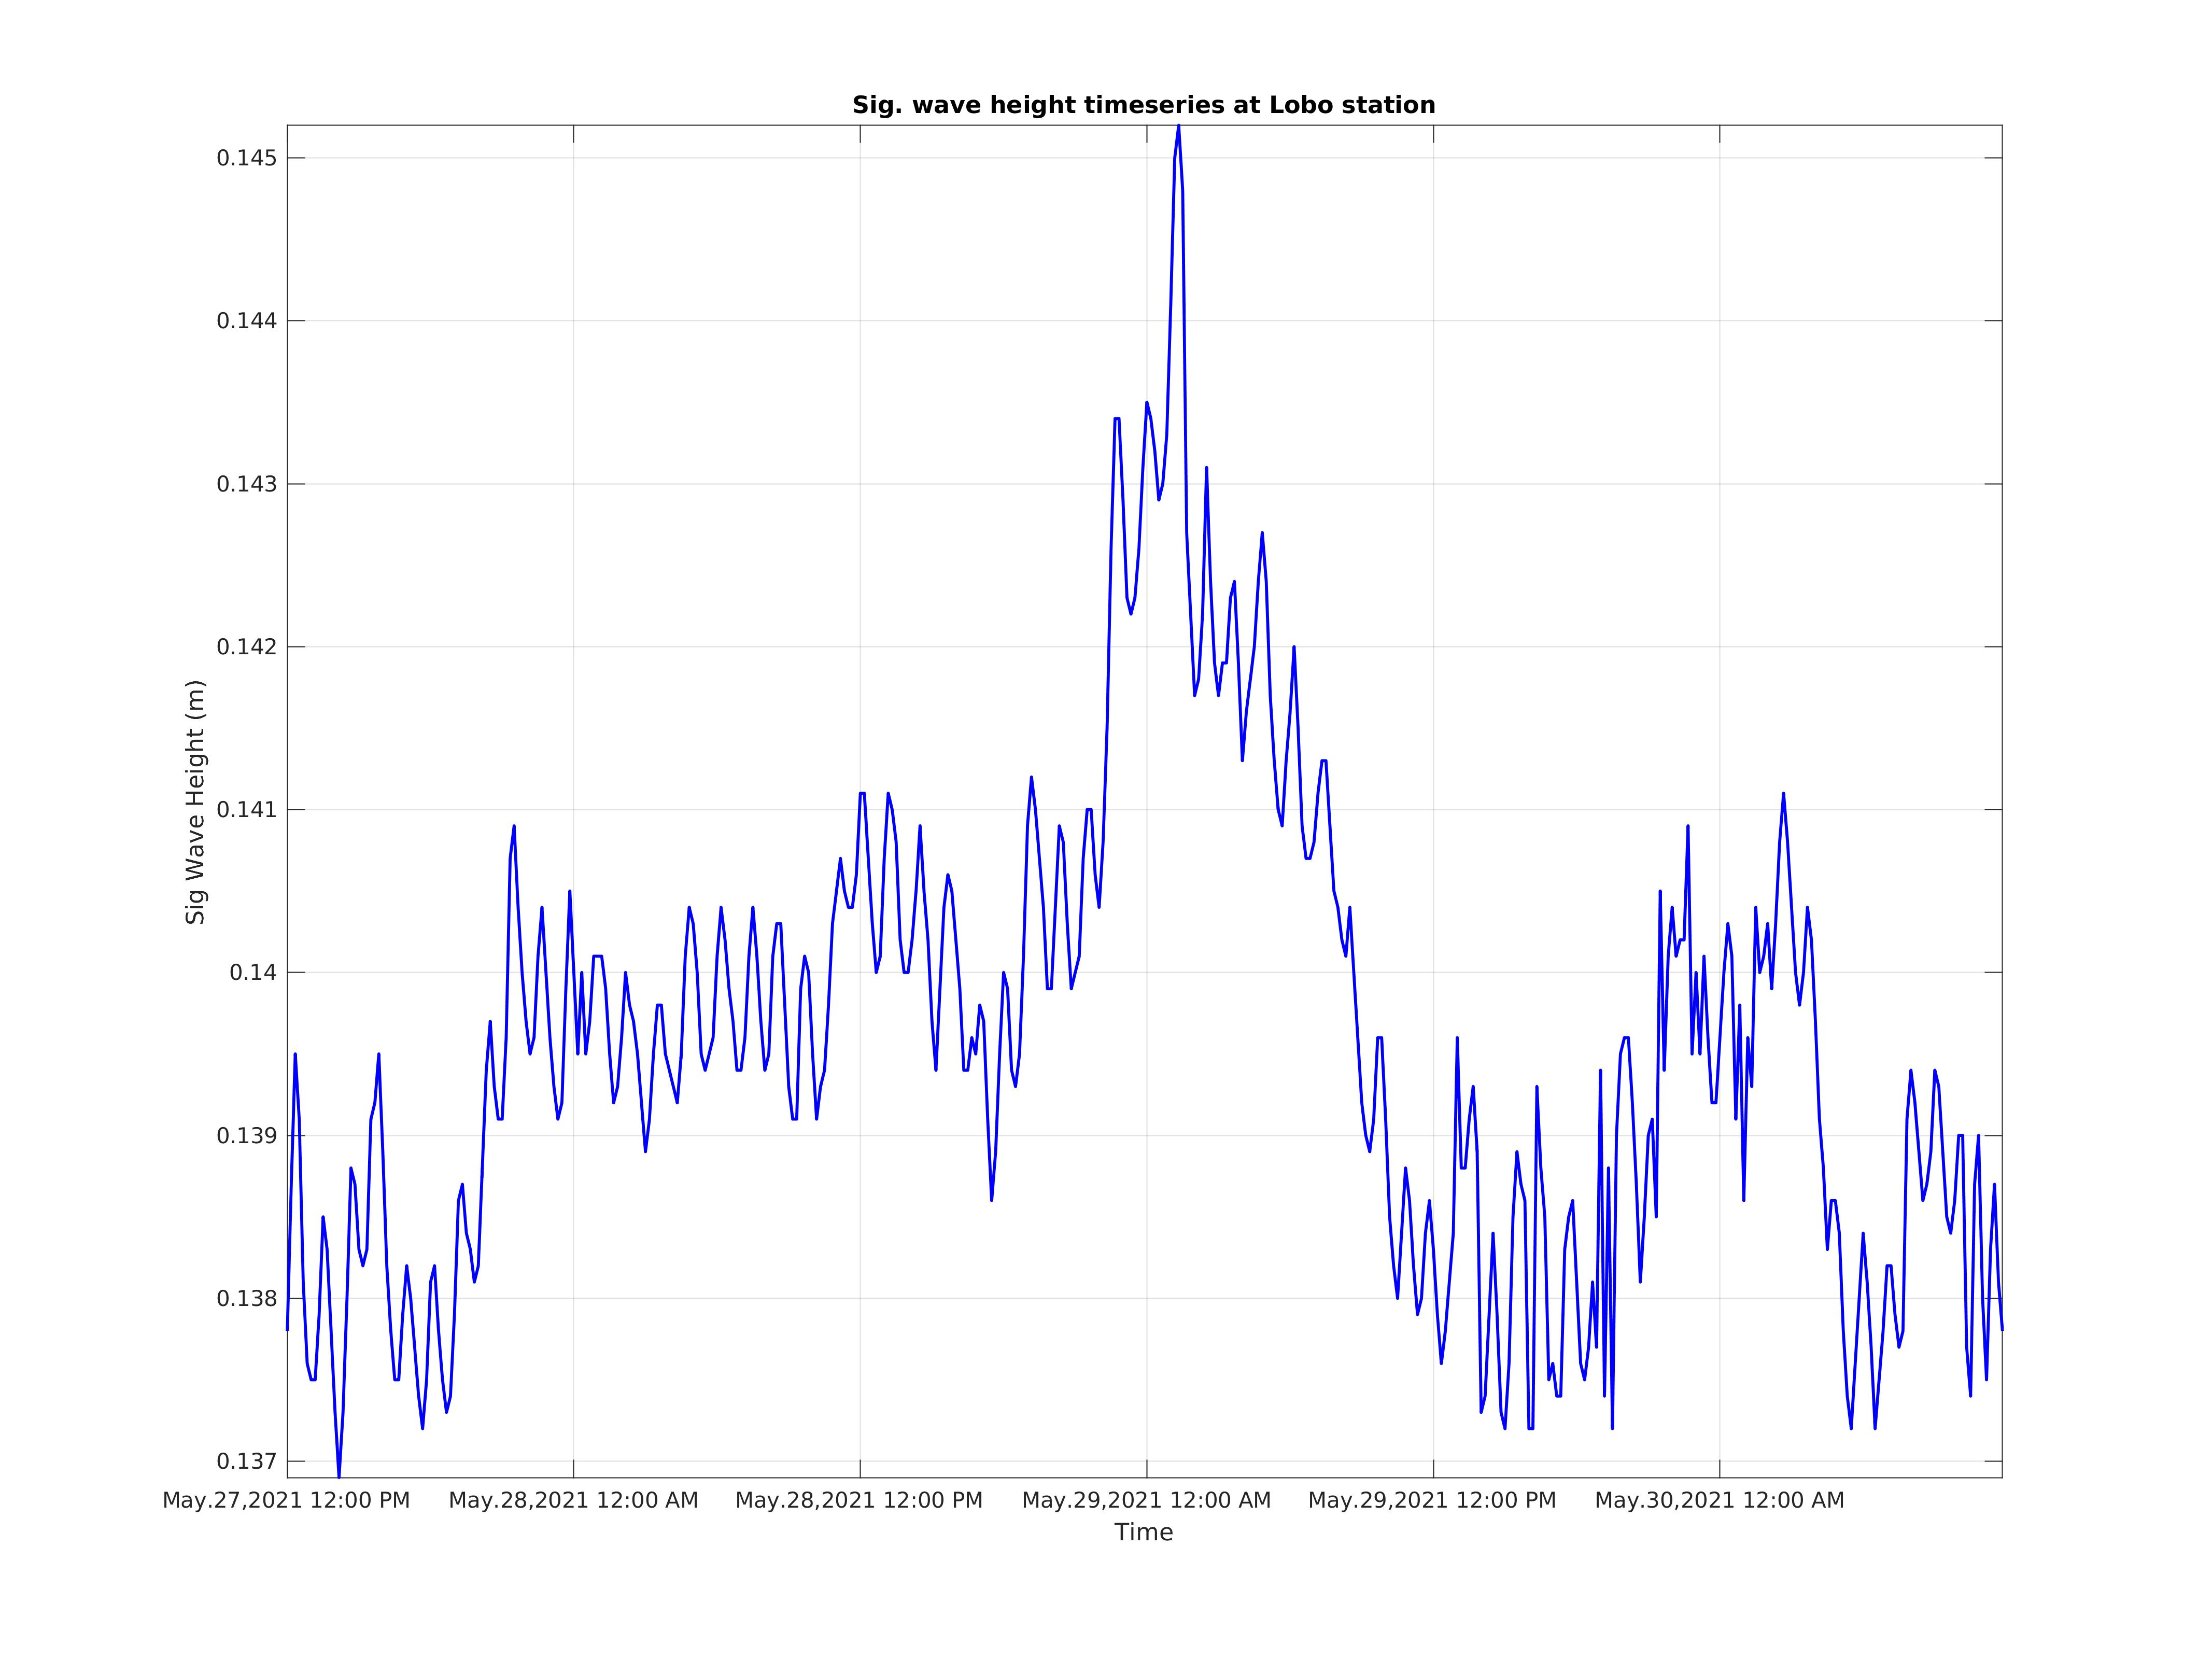 Sig. wave height timeseries at Lobo station
0.145
0.144
0.143
0.142
0.141
0.14
0.139
0.138
0.137
Sig Wave Height (m)
May.27,2021 12:00 PM May.28,2021 12:00 AM May.28,2021 12:00 PM May.29,2021 12:00 AM May.29,2021 12:00 PM May.30,2021 12:00 AM
Time